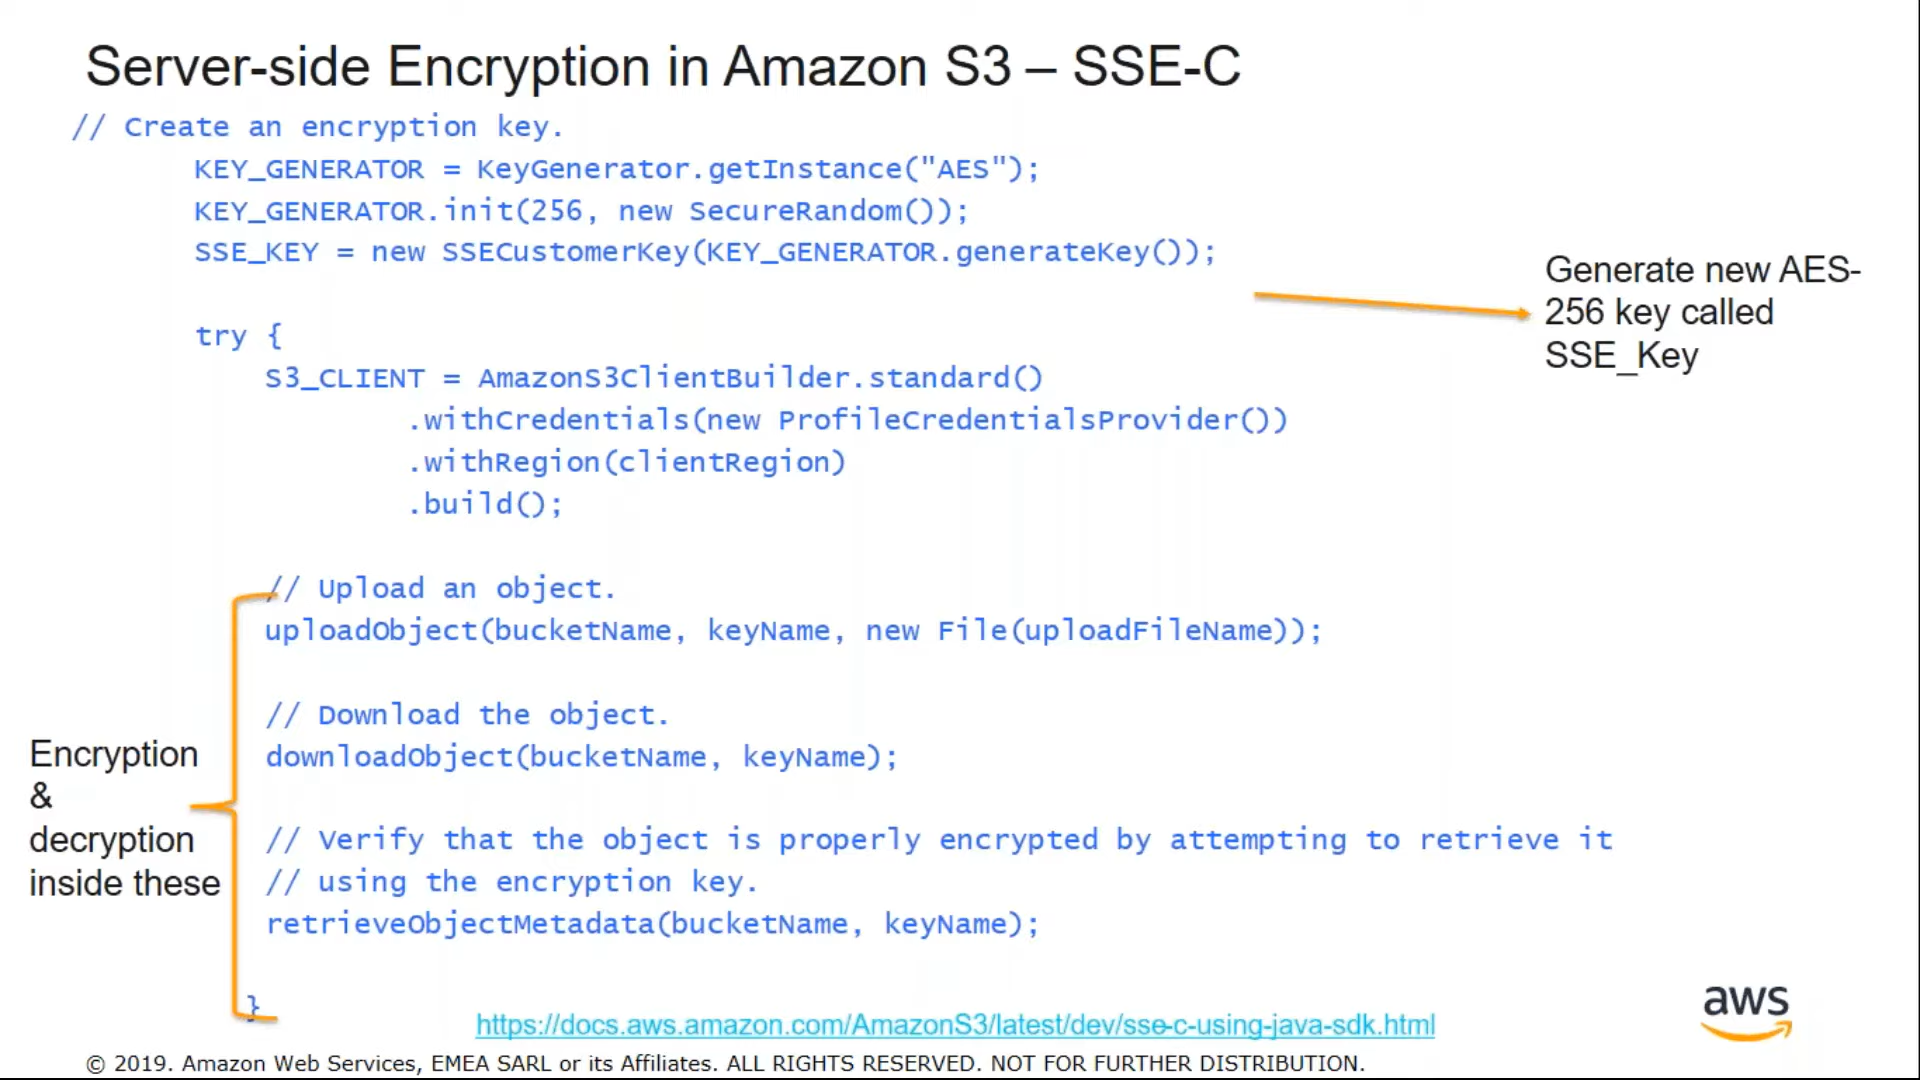 Server-side Encryption in Amazon S3 – SSE-C
// Create an encryption key.
KEY_GENERATOR = KeyGenerator.getInstance("AES");
KEY_GENERATOR.init(256, new SecureRandom());
SSE_KEY = new SSECustomerKey(KEY_GENERATOR.generateKey());
Generate new AES-
256 key called
SSE_Key
try {
S3_CLIENT = AmazonS3ClientBuilder.standard()
.withCredentials(new ProfileCredentialsProvider())
.withRegion(clientRegion)
.build();
// Upload an object.
uploadObject(bucketName, keyName, new File(uploadFileName));
// Download the object.
downloadObject(bucketName, keyName);
// Verify that the object is properly encrypted by attempting to retrieve it
// using the encryption key.
retrieveObjectMetadata(bucketName, keyName);
}
Encryption
&
decryption
inside these
https://docs.aws.amazon.com/AmazonS3/latest/dev/sse-c-using-java-sdk.html
aws
© 2019. Amazon Web Services, EMEA SARL or its Affiliates. ALL RIGHTS RESERVED. NOT FOR FURTHER DISTRIBUTION.